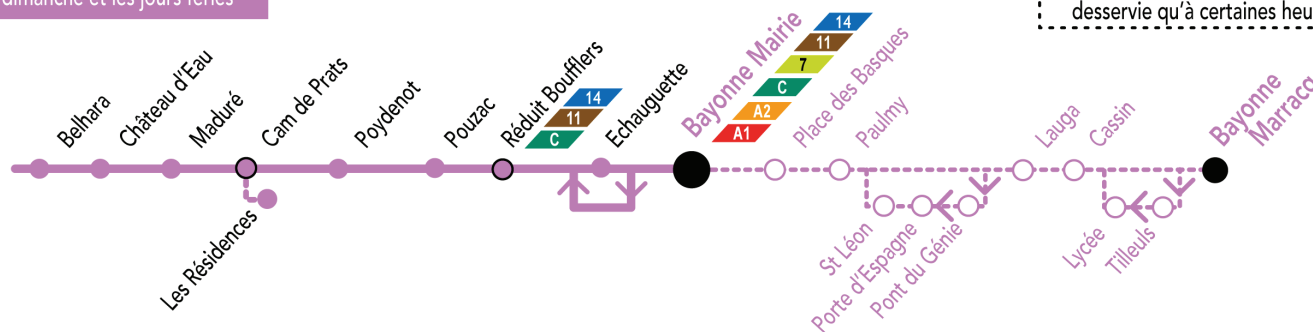 dimanche et les jours fériés
desservie qu'à certaines heu
Belhara
Château d'Eau
Maduré
Cam de Prats
Les Résidences
Poydenot
Pouzac
Réduit Boufflers
14
11
C
Echauguette
Bayonne Mairie
14
11
7
C
A2
A1
Place des Basques
Paulmy
St Léon
Porte d'Espagne
Pont du Génie
Lauga
Cassin
Lycée
Tilleuls
Bayonne
Marracq